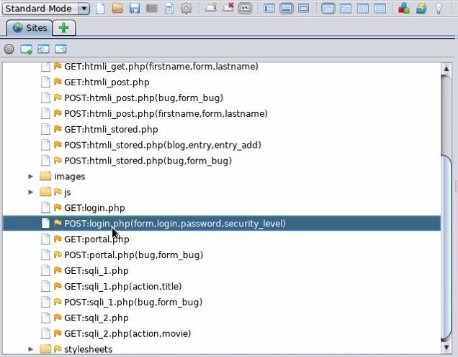 Standard Mode
Sites
GET:htmli_get.php(firstname,form,lastname)
GET:htmli_post.php
POST:htmli_post.php(bug,form_bug)
POST:htmli_post.php(firstname,form,lastname)
GET:htmli_stored.php
POST:htmli_stored.php(blog,entry,entry_add)
POST:htmli_stored.php(bug,form_bug)
images
js
GET:login.php
POST:login.php(form,login,password,security_level)
GET:portal.php
POST:portal.php(bug,form_bug)
GET:sqli_1.php
GET:sqli_1.php(action,title)
POST:sqli_1.php(bug,form_bug)
GET:sqli_2.php
GET:sqli_2.php(action,movie)
stylesheets